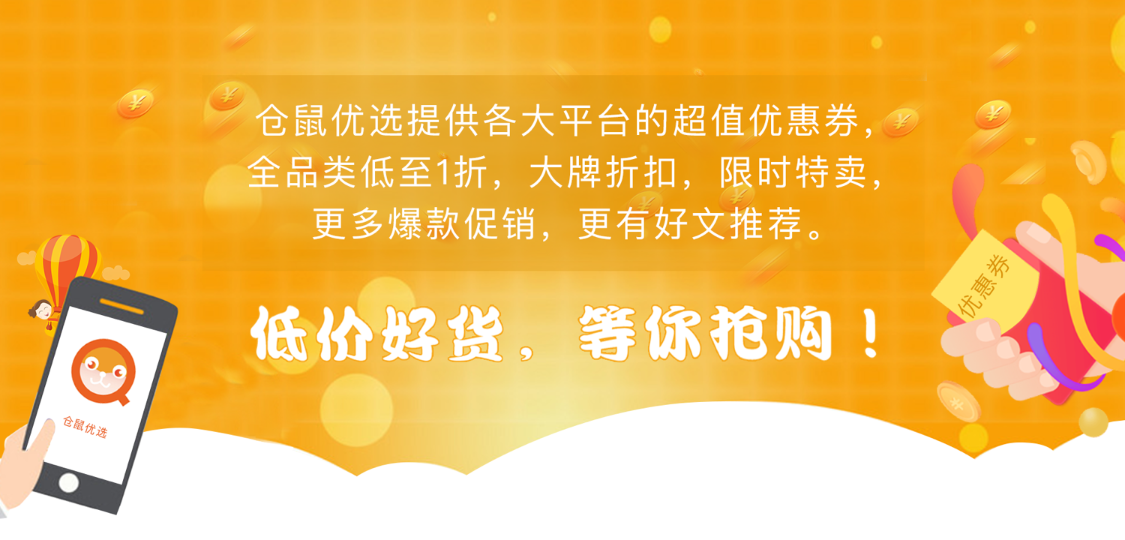 仓鼠优选提供各大平台的超值优惠券，
全品类低至1折，大牌折扣，限时特卖，
更多爆款促销，更有好文推荐。
优惠券
低价好货，等你抢购！
仓鼠优选